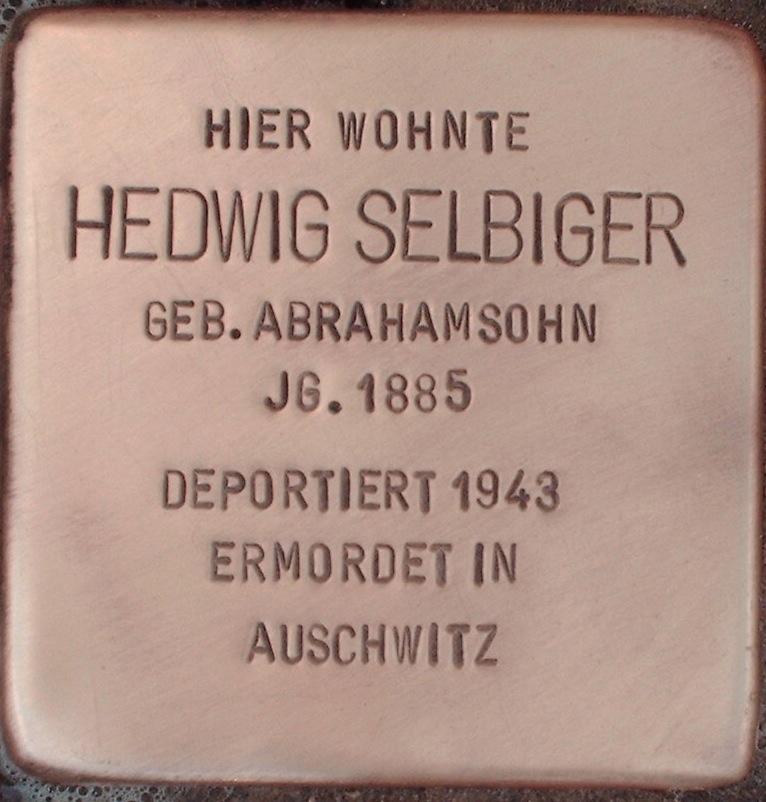 HIER WOHNTE
HEDWIG SELBIGER
GEB. ABRAHAMSOHN
JG. 1885
DEPORTIERT 1943
ERMORDET IN
AUSCHWITZ